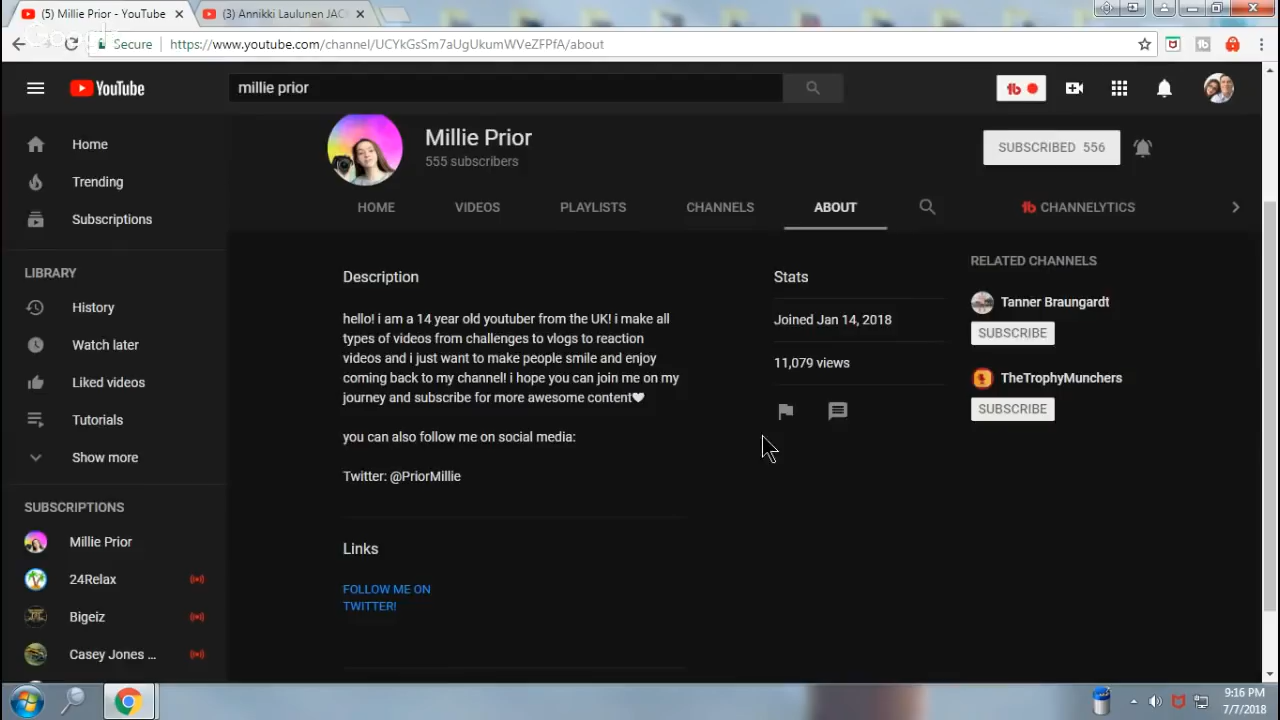 (5) Millie Prior - YouTube
(3) Annikki Laulunen JAC
Google
Secure
https://www.youtube.com/channel/UCYkGsSm7aUgUkumWVeZFPfA/about
YouTube
millie prior
tb
Home
Trending
Subscriptions
LIBRARY
History
Watch later
Liked videos
Tutorials
Show more
SUBSCRIPTIONS
Millie Prior
24Relax
Bigeiz
Casey Jones ...
Millie Prior
555 subscribers
SUBSCRIBED 556
HOME
VIDEOS
PLAYLISTS
CHANNELS
ABOUT
tb CHANNELYTICS
Description
hello! i am a 14 year old youtuber from the UK! i make all
types of videos from challenges to vlogs to reaction
videos and i just want to make people smile and enjoy
coming back to my channel! i hope you can join me on my
journey and subscribe for more awesome content♥
you can also follow me on social media:
Twitter: @PriorMillie
Links
FOLLOW ME ON
TWITTER!
Stats
Joined Jan 14, 2018
11,079 views
RELATED CHANNELS
Tanner Braungardt
SUBSCRIBE
TheTrophyMunchers
SUBSCRIBE
9:16 PM
7/7/2018